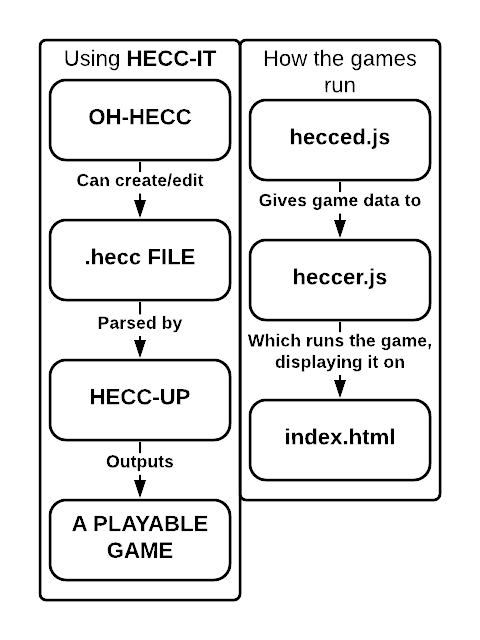 Using HECC-IT
OH-HECC
Can create/edit
.hecc FILE
Parsed by
HECC-UP
Outputs
A PLAYABLE
GAME
How the games
run
hecced.js
Gives game data to
heccer.js
Which runs the game,
displaying it on
index.html